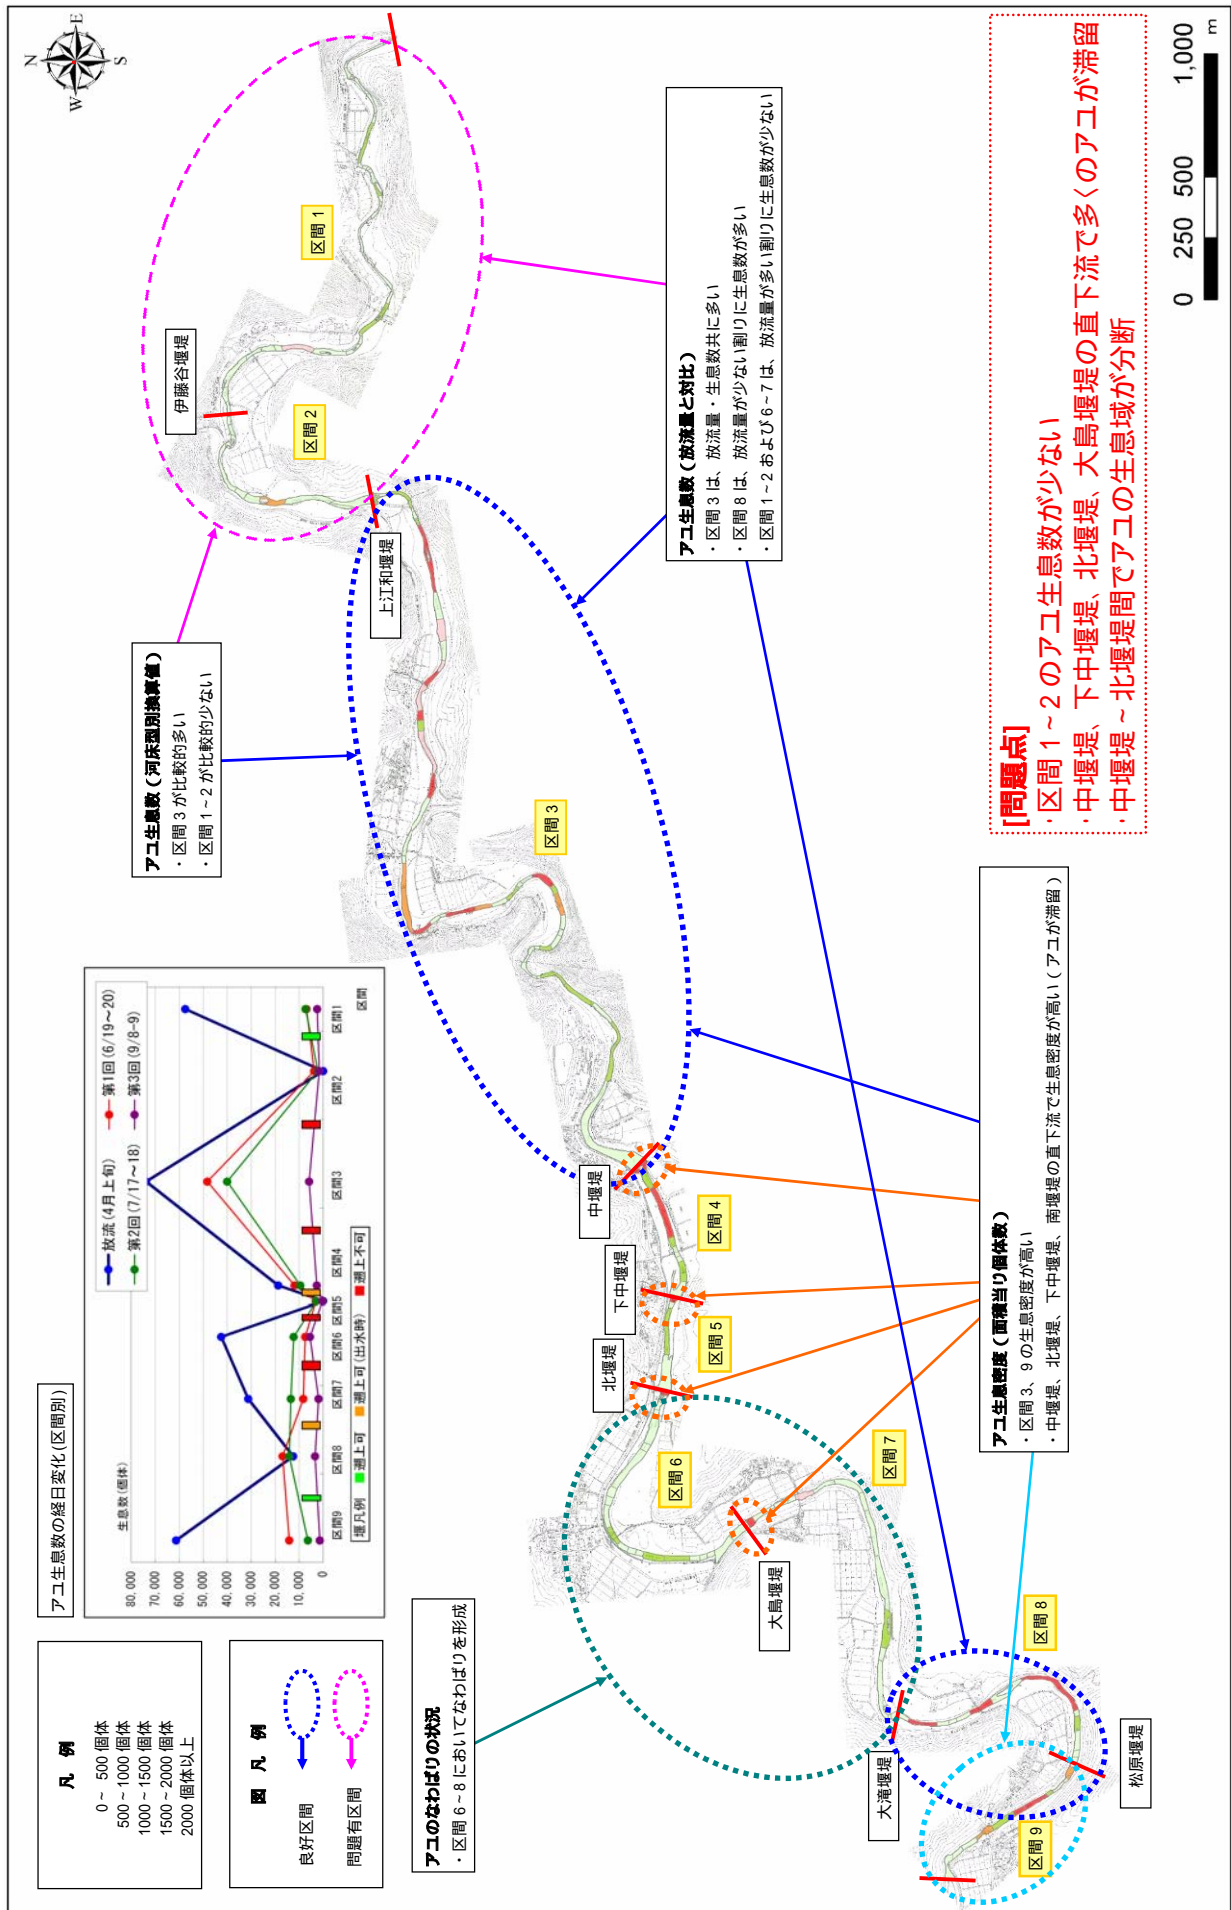 凡 例
0～ 500 個体
500～1000 個体
1000～1500 個体
1500～2000 個体
2000 個体以上
図 凡 例
良好区間
問題有区間
アユ生息数の経日変化(区間別)
生息数(個体)
80,000
70,000
60,000
50,000
40,000
30,000
20,000
10,000
0
放流(4月上旬)
第1回(6/19～20)
第2回(7/17～18)
第3回(9/8-9)
区間9
区間8
区間7
区間6
区間5
区間4
区間3
区間2
区間1
区間
堰凡例
遡上可
遡上可(出水時)
遡上不可
アユ生息数(河床型別換算値)
・区間3が比較的多い
・区間1~2が比較的少ない
N
E
W
S
アユのなわばりの状況
・区間6~8においてなわばりを形成
伊藤谷堰堤
上江和堰堤
中堰堤
下中堰堤
北堰堤
大島堰堤
大滝堰堤
松原堰堤
区間1
区間2
区間3
区間4
区間5
区間6
区間7
区間8
区間9
アユ生息数(放流量と対比)
・区間3は、放流量・生息数共に多い
・区間8は、放流量が少ない割りに生息数が多い
・区間1~2および6~7は、放流量が多い割りに生息数が少ない
アユ生息密度(面積当り個体数)
・区間3、9の生息密度が高い
・中堰堤、北堰堤、下中堰堤、南堰堤の直下流で生息密度が高い(アユが滞留)
[問題点]
・区間1~2のアユ生息数が少ない
・中堰堤、下中堰堤、北堰堤、大島堰堤の直下流で多くのアユが滞留
・中堰堤~北堰堤間でアユの生息域が分断
0 250 500 1,000
m